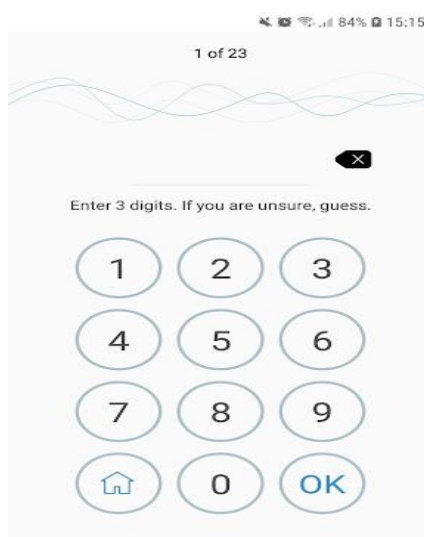 84% 15:15
1 of 23
Enter 3 digits. If you are unsure, guess.
1 2 3
4 5 6
7 8 9
0 OK